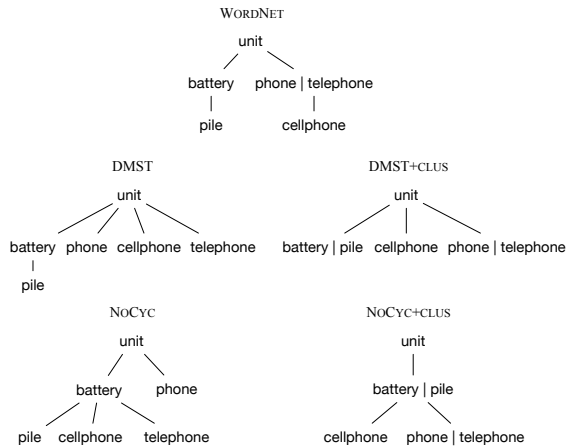 WORDNET
unit
battery phone | telephone
pile cellphone
DMST
unit
battery phone cellphone telephone
pile
DMST+CLUS
unit
battery | pile cellphone phone | telephone
NOCYC
unit
battery phone
pile cellphone telephone
NOCYC+CLUS
unit
battery | pile
cellphone phone | telephone